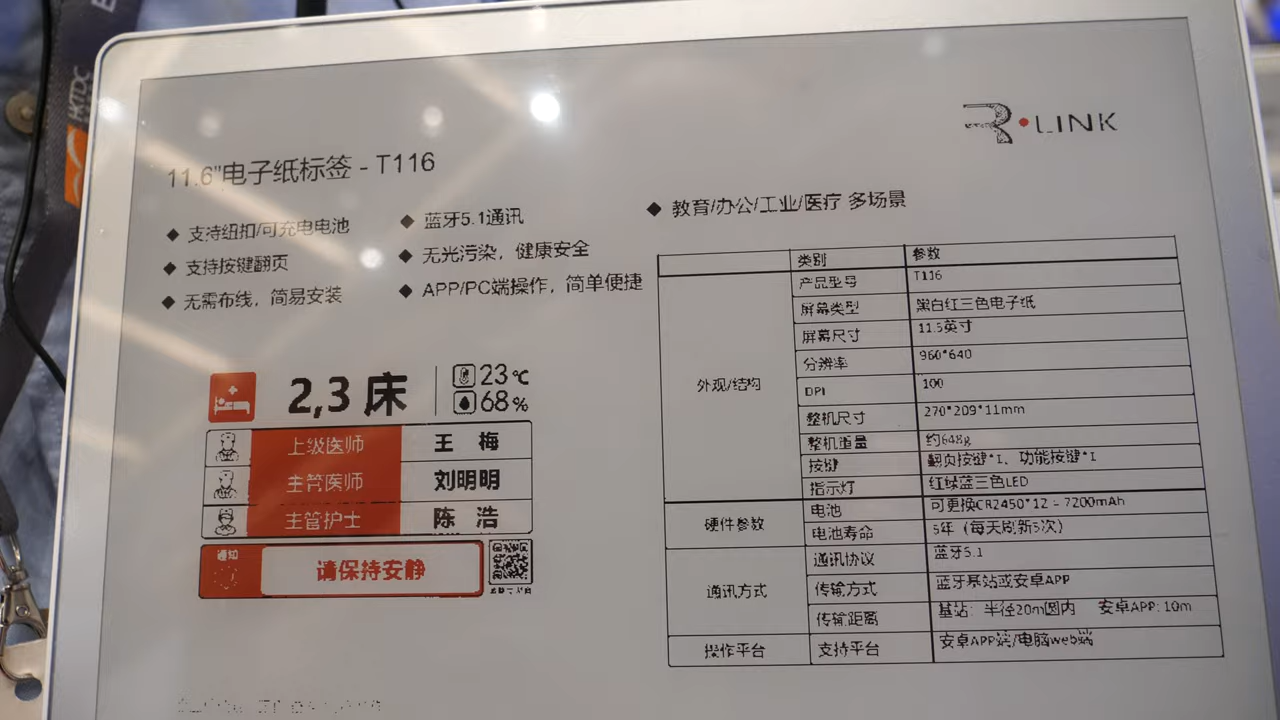 HKTDC
R·LINK
11.6"电子纸标签 - T116
◆ 支持纽扣/可充电电池
◆ 支持按键翻页
◆ 无需布线，简易安装
◆ 蓝牙5.1通讯
◆ 无光污染，健康安全
◆ APP/PC端操作，简单便捷
◆ 教育/办公/工业/医疗 多场景
2,3 床
23℃
68%
上级医师 王 梅
主管医师 刘明明
主管护士 陈 浩
通知
请保持安静
类别 参数
外观/结构
产品型号 T116
屏幕类型 黑白红三色电子纸
屏幕尺寸 11.5英寸
分辨率 960*640
DPI 100
整机尺寸 270*209*11mm
整机重量 约648g
按键 翻页按键*1、功能按键*1
指示灯 红绿蓝三色LED
硬件参数
电池 可更换CR2450*12 = 7200mAh
电池寿命 5年（每天刷新5次）
通讯方式
通讯协议 蓝牙5.1
传输方式 蓝牙基站或安卓APP
传输距离 基站：半径20m圆内 安卓APP: 10m
操作平台
支持平台 安卓APP端/电脑web端